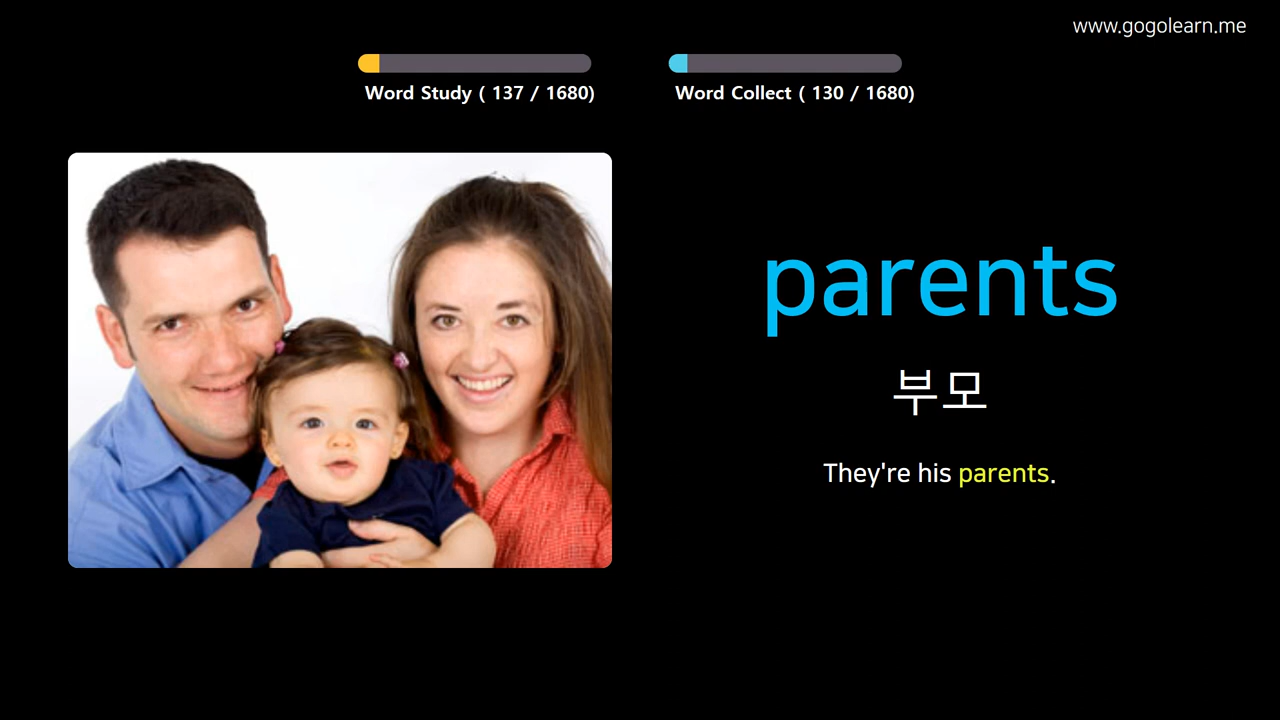 www.gogolearn.me
Word Study ( 137 / 1680)
Word Collect ( 130 / 1680)
parents
부모
They're his parents.